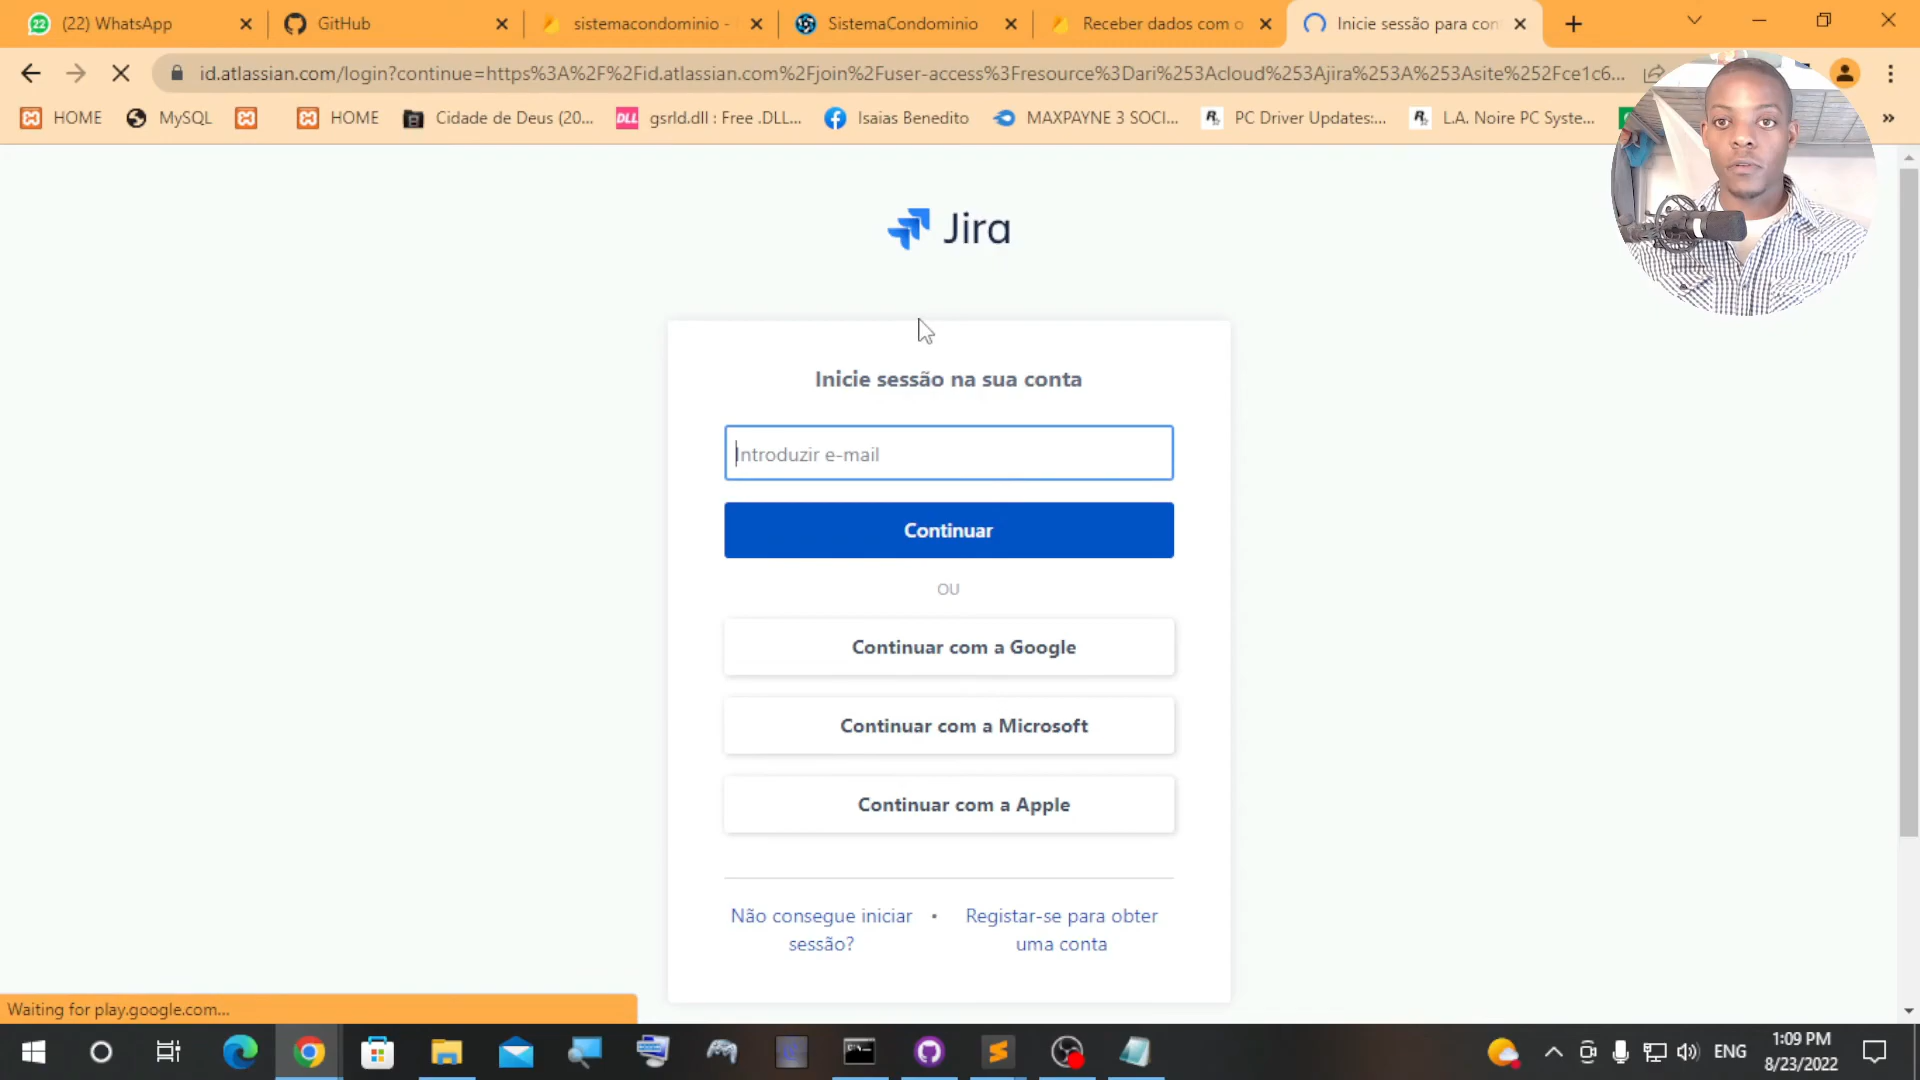 (22) WhatsApp
GitHub
sistemacondominio -
SistemaCondominio
Receber dados com o
Inicie sessão para con
id.atlassian.com/login?continue=https%3A%2F%2Fid.atlassian.com%2Fjoin%2Fuser-access%3Fresource%3Dari%253Acloud%253Ajira%253A%253Asite%252Fce1c6...
HOME
MySQL
HOME
Cidade de Deus (20...
DLL
gsrld.dll : Free .DLL...
Isaias Benedito
MAXPAYNE 3 SOCI...
PC Driver Updates:...
L.A. Noire PC Syste...
Jira
Inicie sessão na sua conta
Introduzir e-mail
Continuar
OU
Continuar com a Google
Continuar com a Microsoft
Continuar com a Apple
Não consegue iniciar
sessão?
•
Registar-se para obter
uma conta
Waiting for play.google.com...
ENG
1:09 PM
8/23/2022